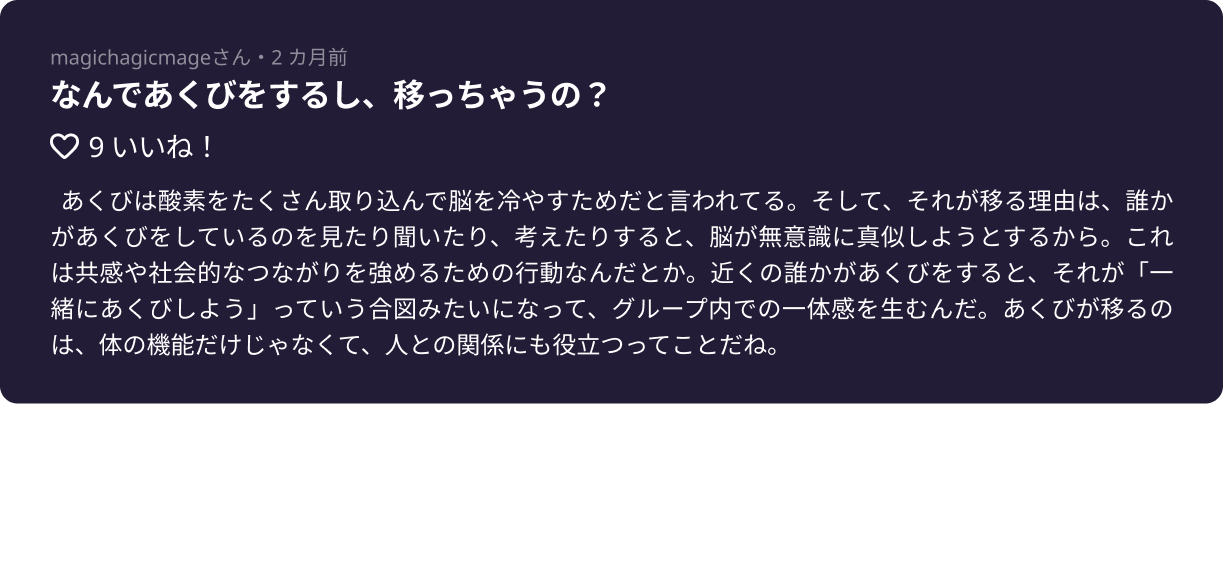 magichagicmageさん・2 カ月前
なんであくびをするし、移っちゃうの？
9 いいね！
あくびは酸素をたくさん取り込んで脳を冷やすためだと言われてる。そして、それが移る理由は、誰か
があくびをしているのを見たり聞いたり、考えたりすると、脳が無意識に真似しようとするから。これ
は共感や社会的なつながりを強めるための行動なんだとか。近くの誰かがあくびをすると、それが「一
緒にあくびしよう」っていう合図みたいになって、グループ内での一体感を生むんだ。あくびが移るの
は、体の機能だけじゃなくて、人との関係にも役立つってことだね。